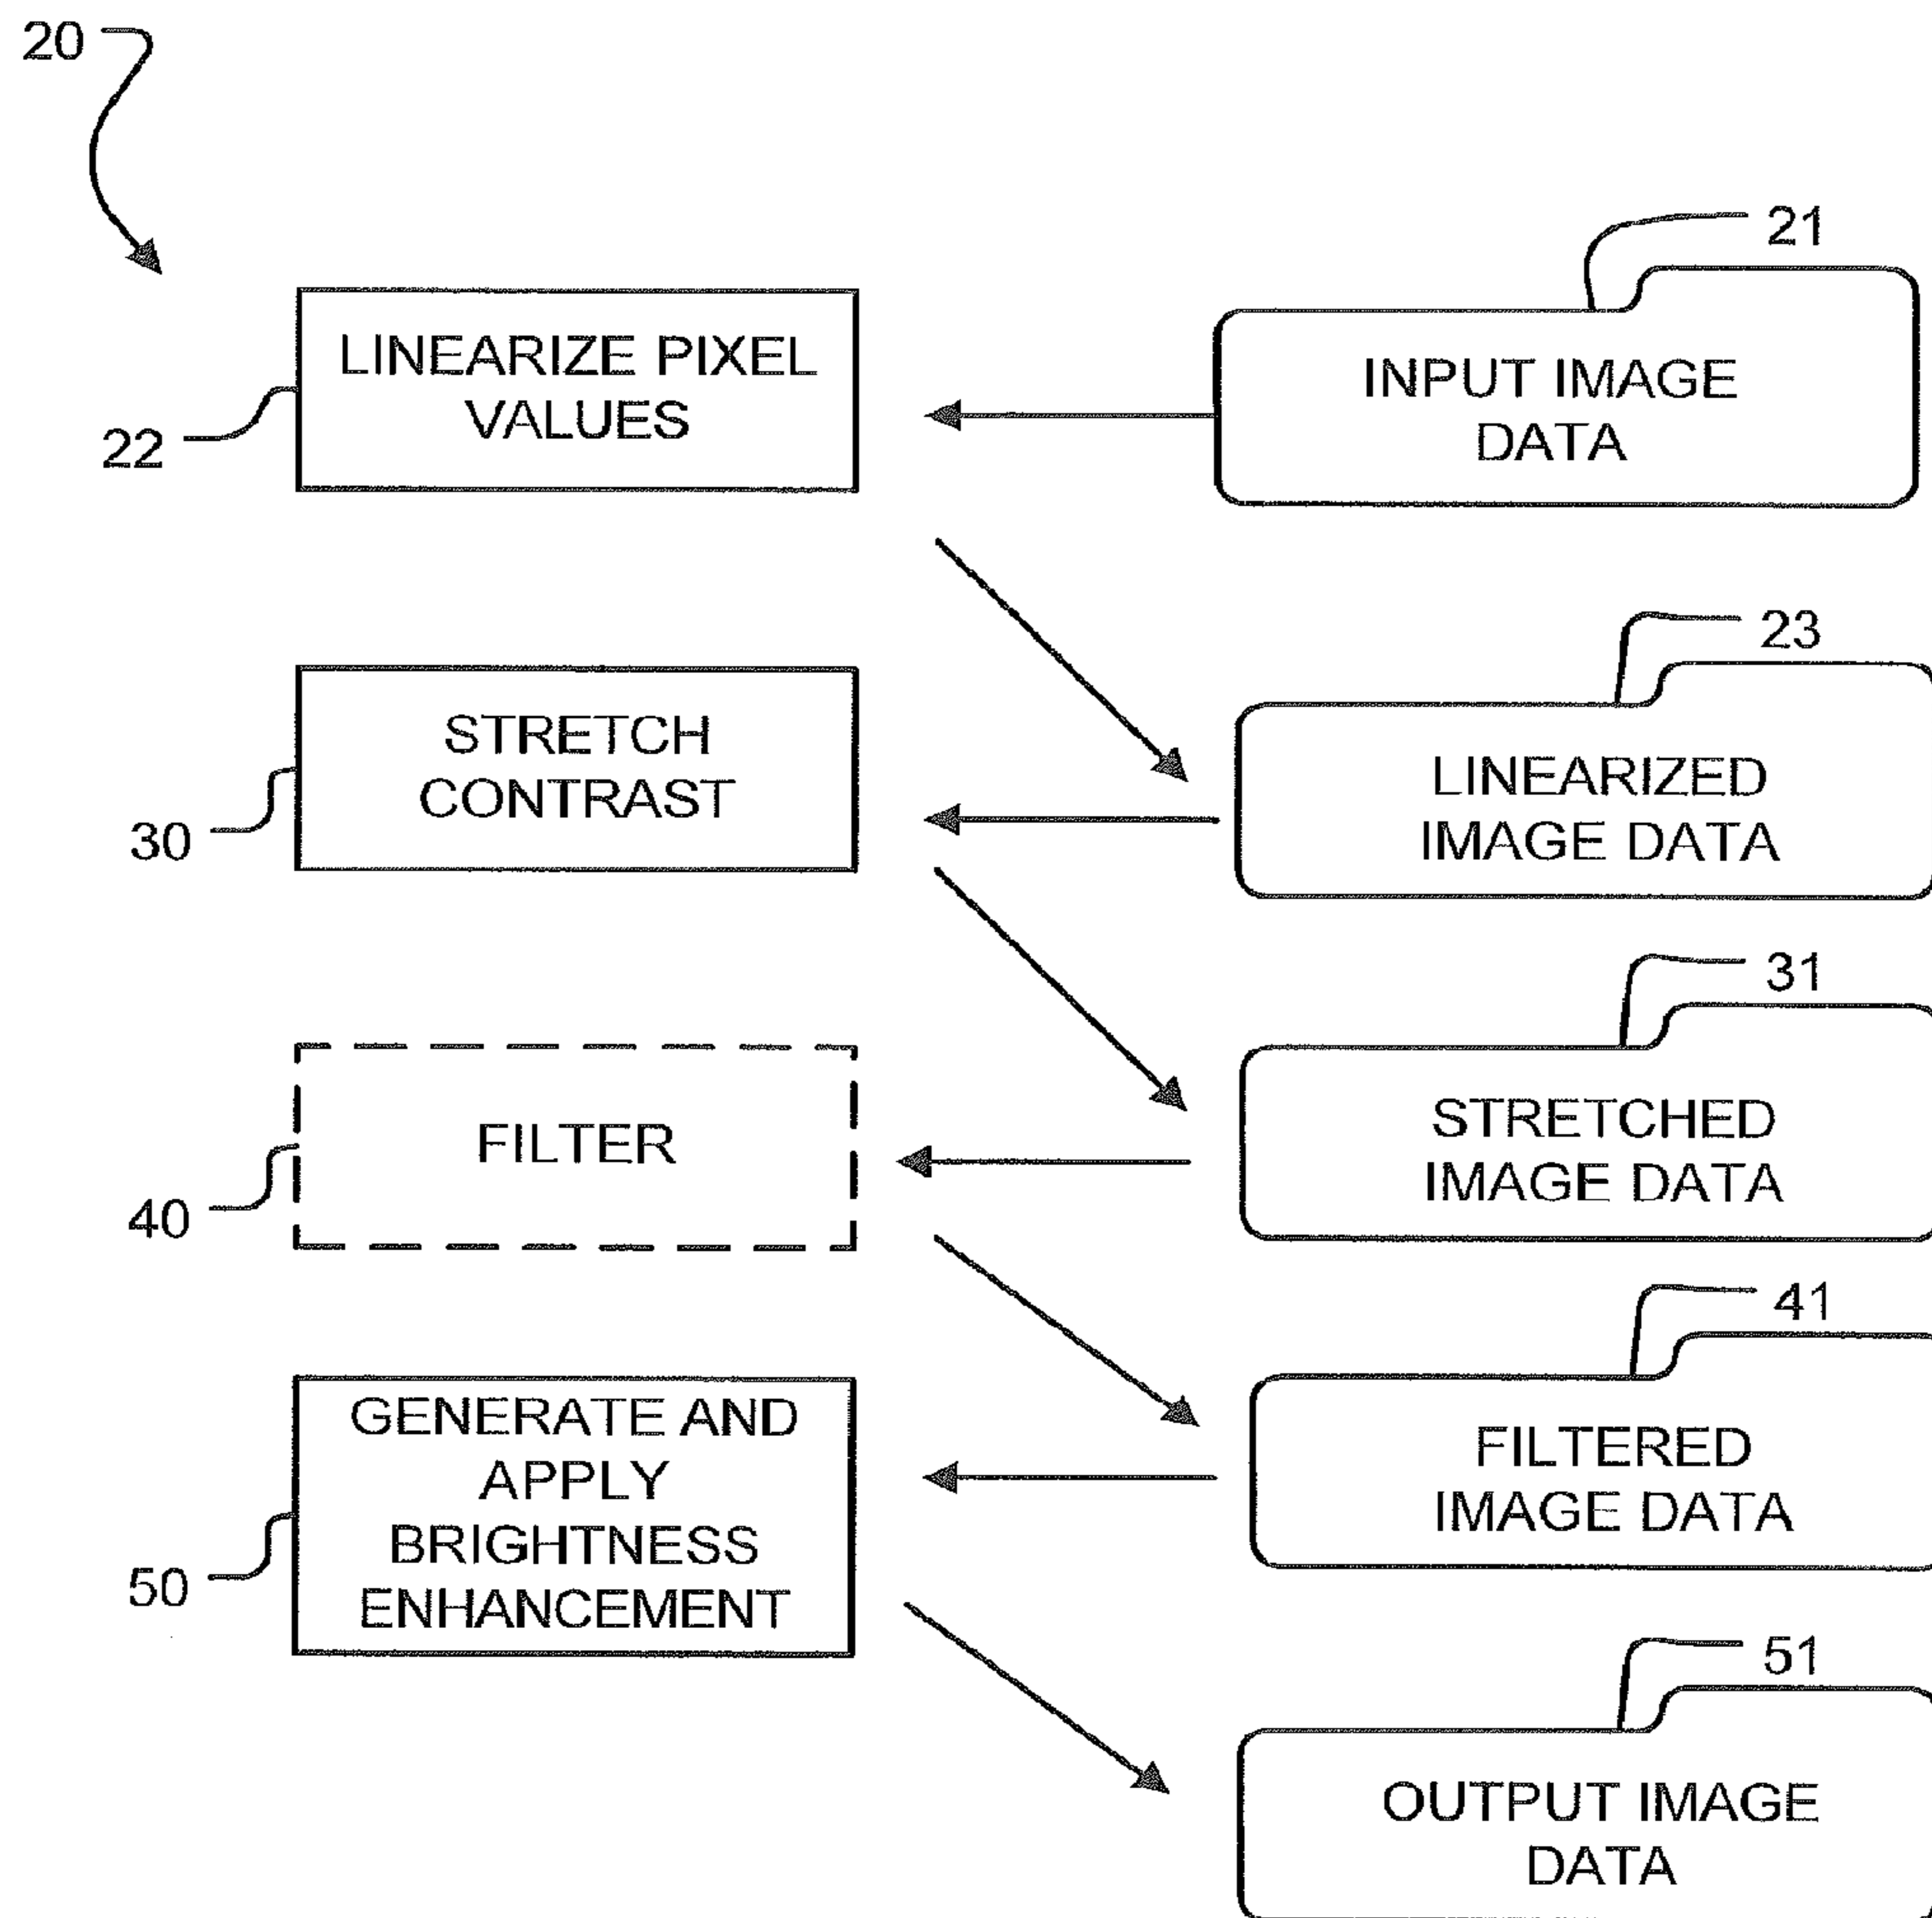 20
21
LINEARIZE PIXEL
VALUES
22
INPUT IMAGE
DATA
23
STRETCH
CONTRAST
30
LINEARIZED
IMAGE DATA
31
FILTER
40
STRETCHED
IMAGE DATA
41
GENERATE AND
APPLY
BRIGHTNESS
ENHANCEMENT
50
FILTERED
IMAGE DATA
51
OUTPUT IMAGE
DATA